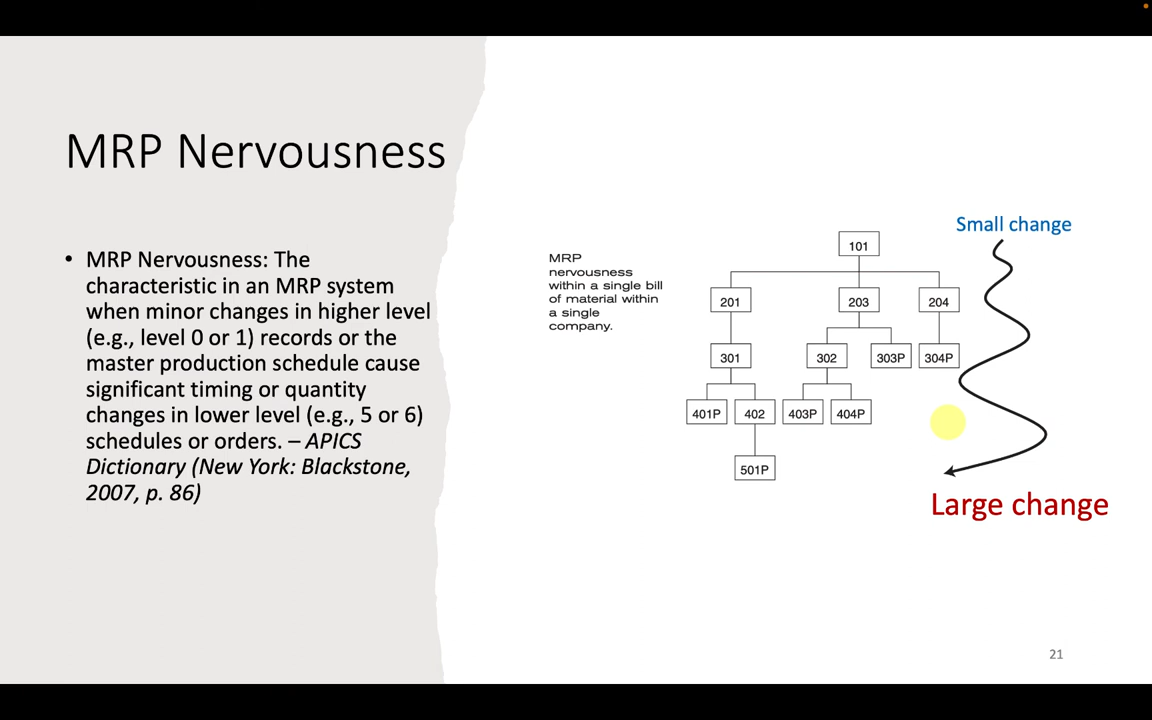 MRP Nervousness
• MRP Nervousness: The
characteristic in an MRP system
when minor changes in higher level
(e.g., level 0 or 1) records or the
master production schedule cause
significant timing or quantity
changes in lower level (e.g., 5 or 6)
schedules or orders. – APICS
Dictionary (New York: Blackstone,
2007, p. 86)
MRP
nervousness
within a single bill
of material within
a single
company.
Small change
101
201 203 204
301 302 303P 304P
401P 402 403P 404P
501P
Large change
21